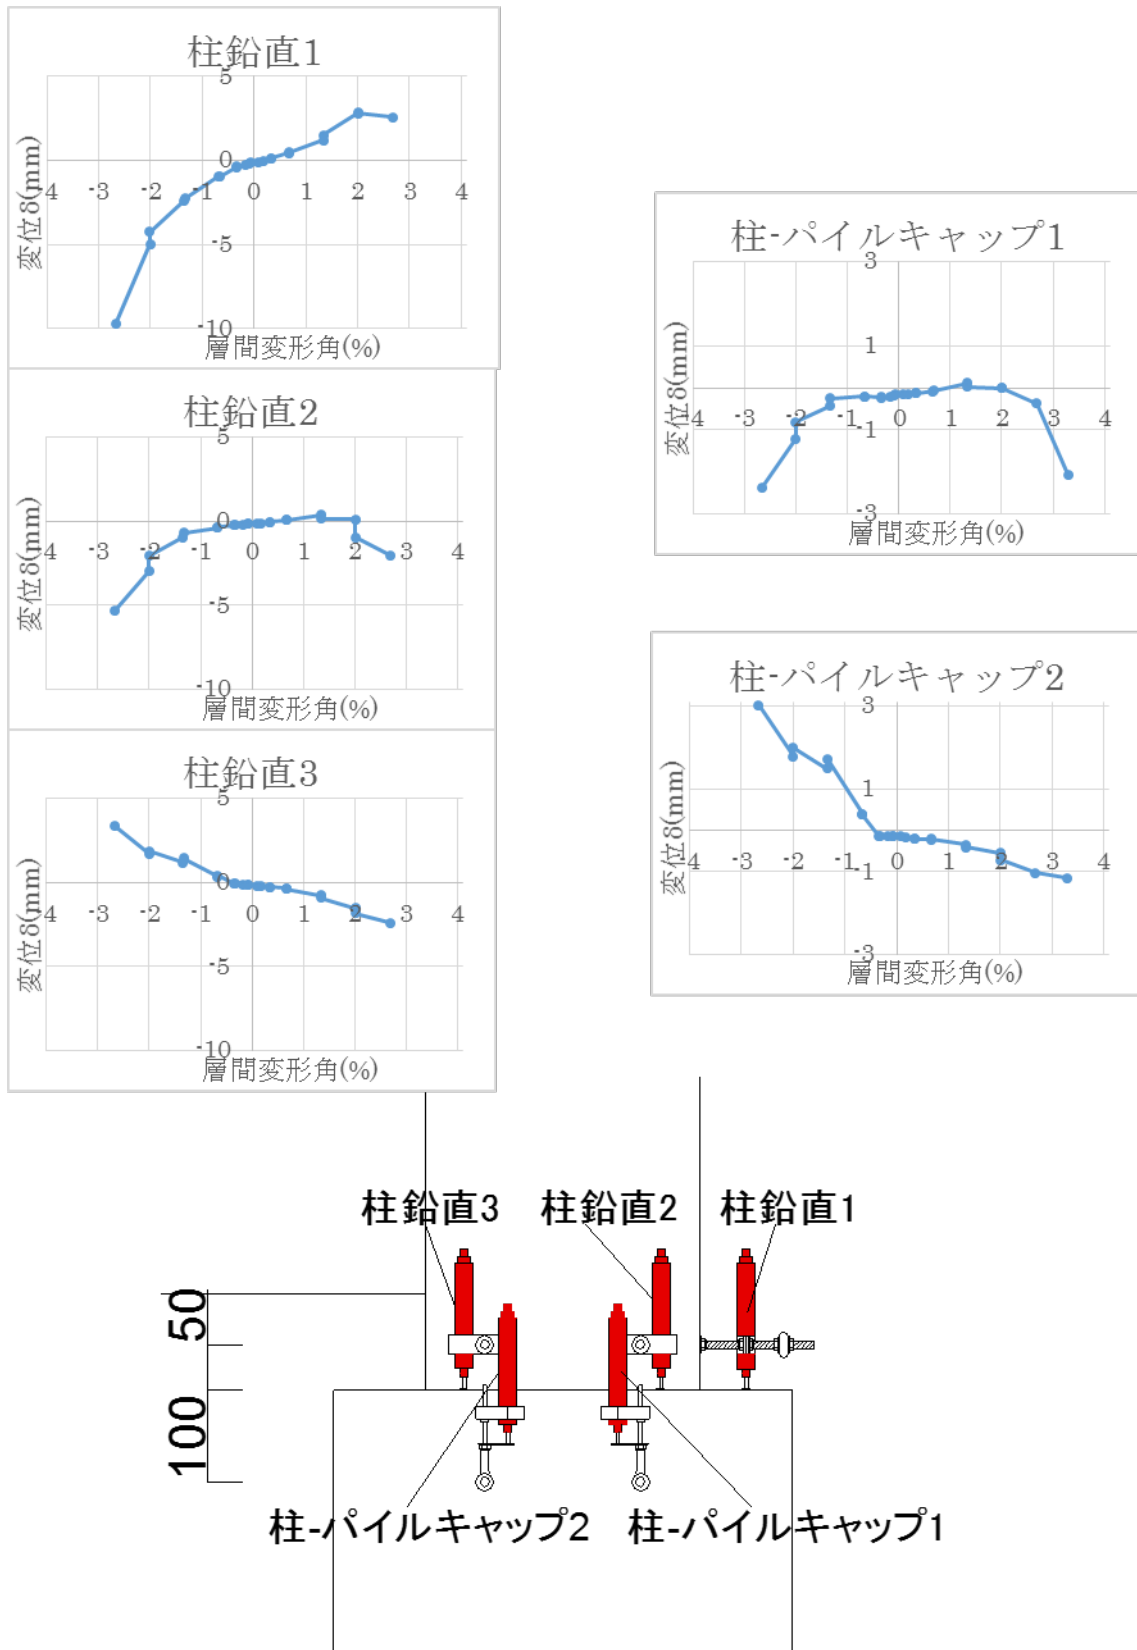 柱鉛直1
5
0
-5
-10
-4 -3 -2 -1 0 1 2 3 4
変位δ(mm)
層間変形角(%)
柱鉛直2
5
0
-5
-10
-4 -3 -2 -1 0 1 2 3 4
変位δ(mm)
層間変形角(%)
柱鉛直3
5
0
-5
-10
-4 -3 -2 -1 0 1 2 3 4
変位δ(mm)
層間変形角(%)
柱-パイルキャップ1
3
1
-1
-3
-4 -3 -2 -1 0 1 2 3 4
変位δ(mm)
層間変形角(%)
柱-パイルキャップ2
3
1
-1
-3
-4 -3 -2 -1 0 1 2 3 4
変位δ(mm)
層間変形角(%)
柱鉛直3 柱鉛直2 柱鉛直1
50
100
柱-パイルキャップ2 柱-パイルキャップ1